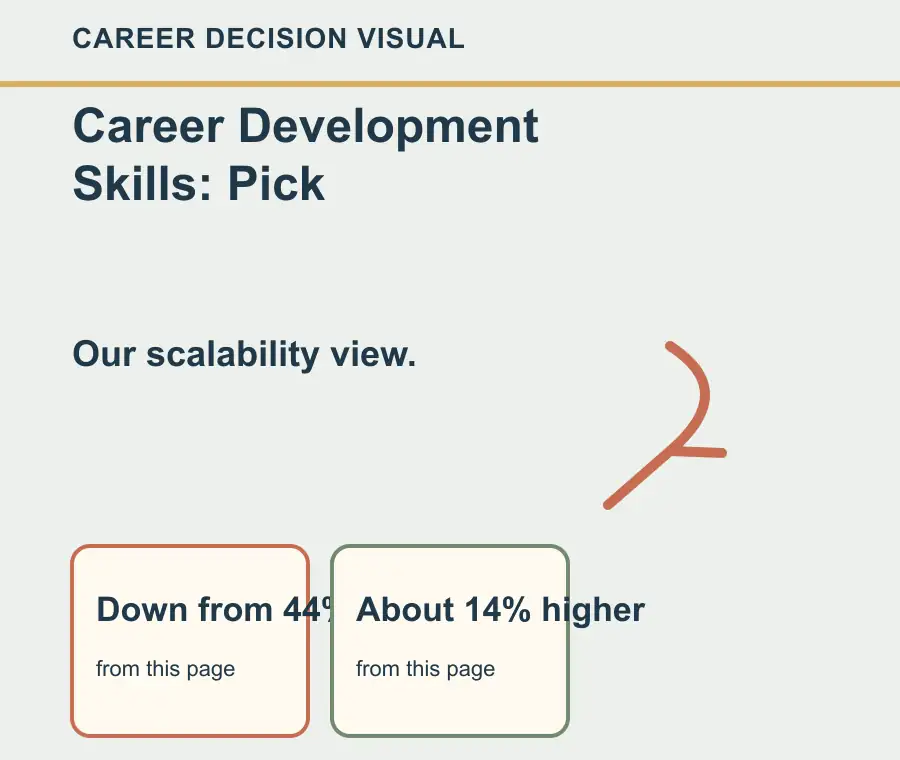 CAREER DECISION VISUAL
Career Development
Skills: Pick
Our scalability view.
Down from 44%
About 14% higher
from this page
from this page